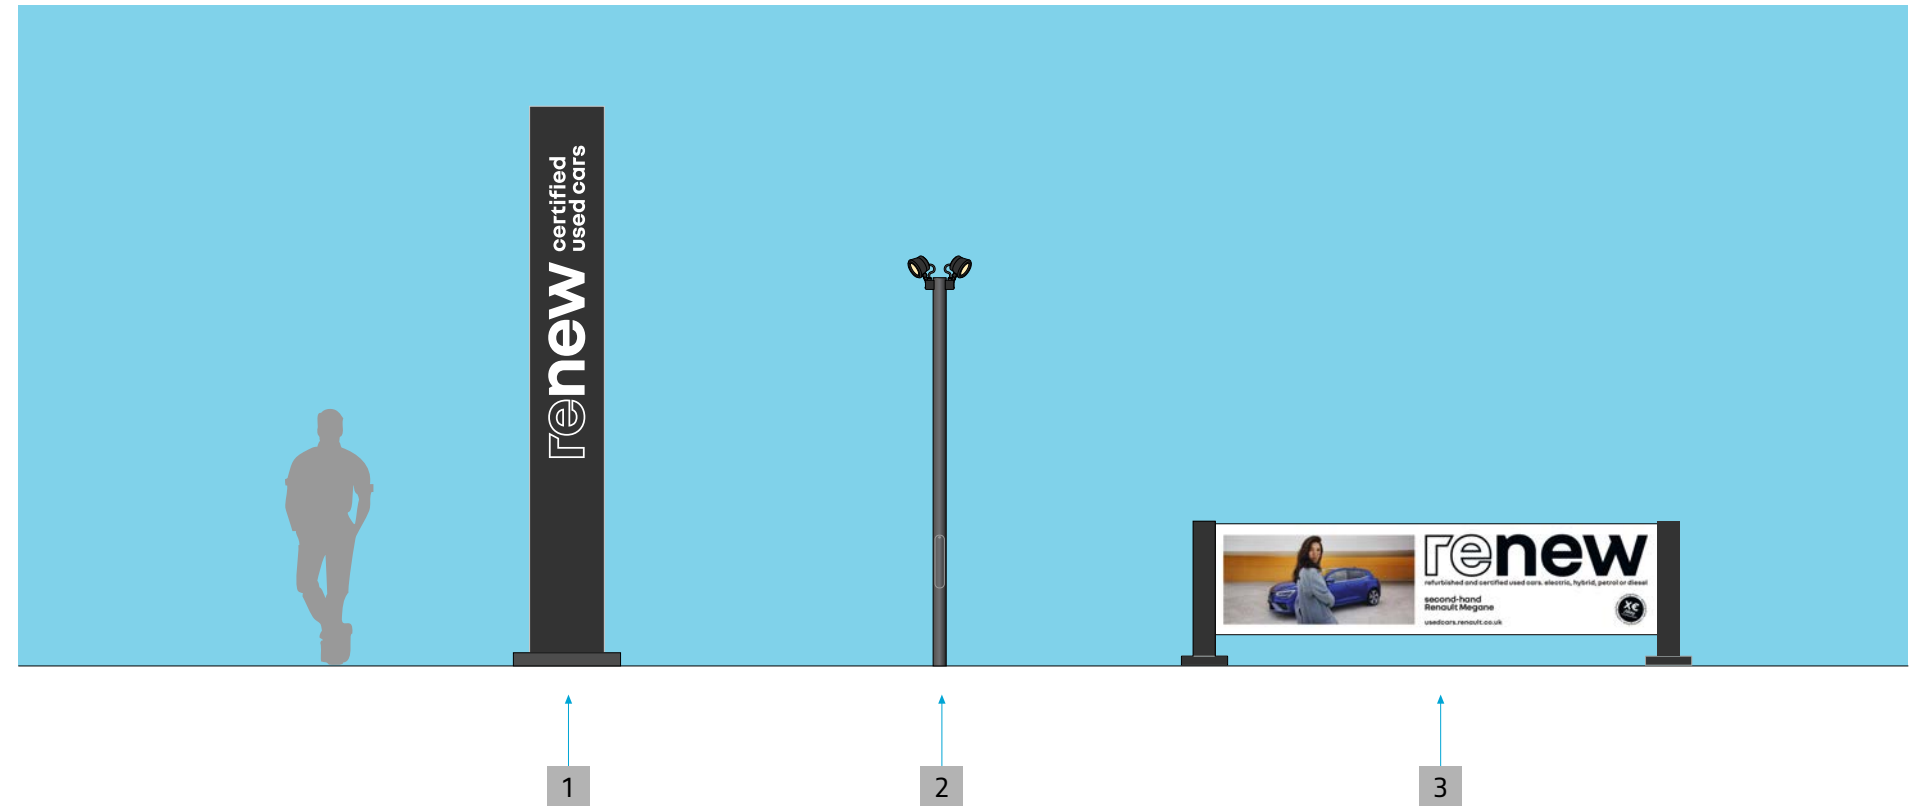 renew certified
used cars
renew
refurbished and certified used cars. electric, hybrid, petrol or diesel
second-hand
Renault Megane
usedcars.renault.co.uk
X€
1
2
3